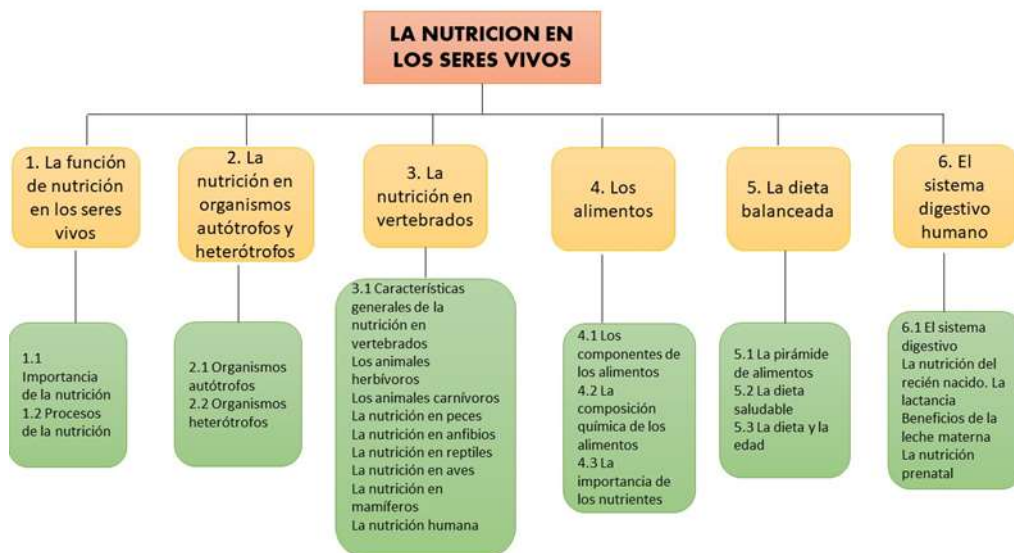 LA NUTRICION EN
LOS SERES VIVOS
1. La función
de nutrición
en los seres
vivos
2. La
nutrición en
organismos
autótrofos y
heterótrofos
3. La
nutrición en
vertebrados
4. Los
alimentos
5. La dieta
balanceada
6. El
sistema
digestivo
humano
1.1
Importancia
de la nutrición
1.2 Procesos
de la nutrición
2.1 Organismos
autótrofos
2.2 Organismos
heterótrofos
3.1 Características
generales de la
nutrición en
vertebrados
Los animales
herbívoros
Los animales carnívoros
La nutrición en peces
La nutrición en anfibios
La nutrición en reptiles
La nutrición en aves
La nutrición en
mamíferos
La nutrición humana
4.1 Los
componentes de
los alimentos
4.2 La
composición
química de los
alimentos
4.3 La
importancia de
los nutrientes
5.1 La pirámide
de alimentos
5.2 La dieta
saludable
5.3 La dieta y la
edad
6.1 El sistema
digestivo
La nutrición del
recién nacido. La
lactancia
Beneficios de la
leche materna
La nutrición
prenatal